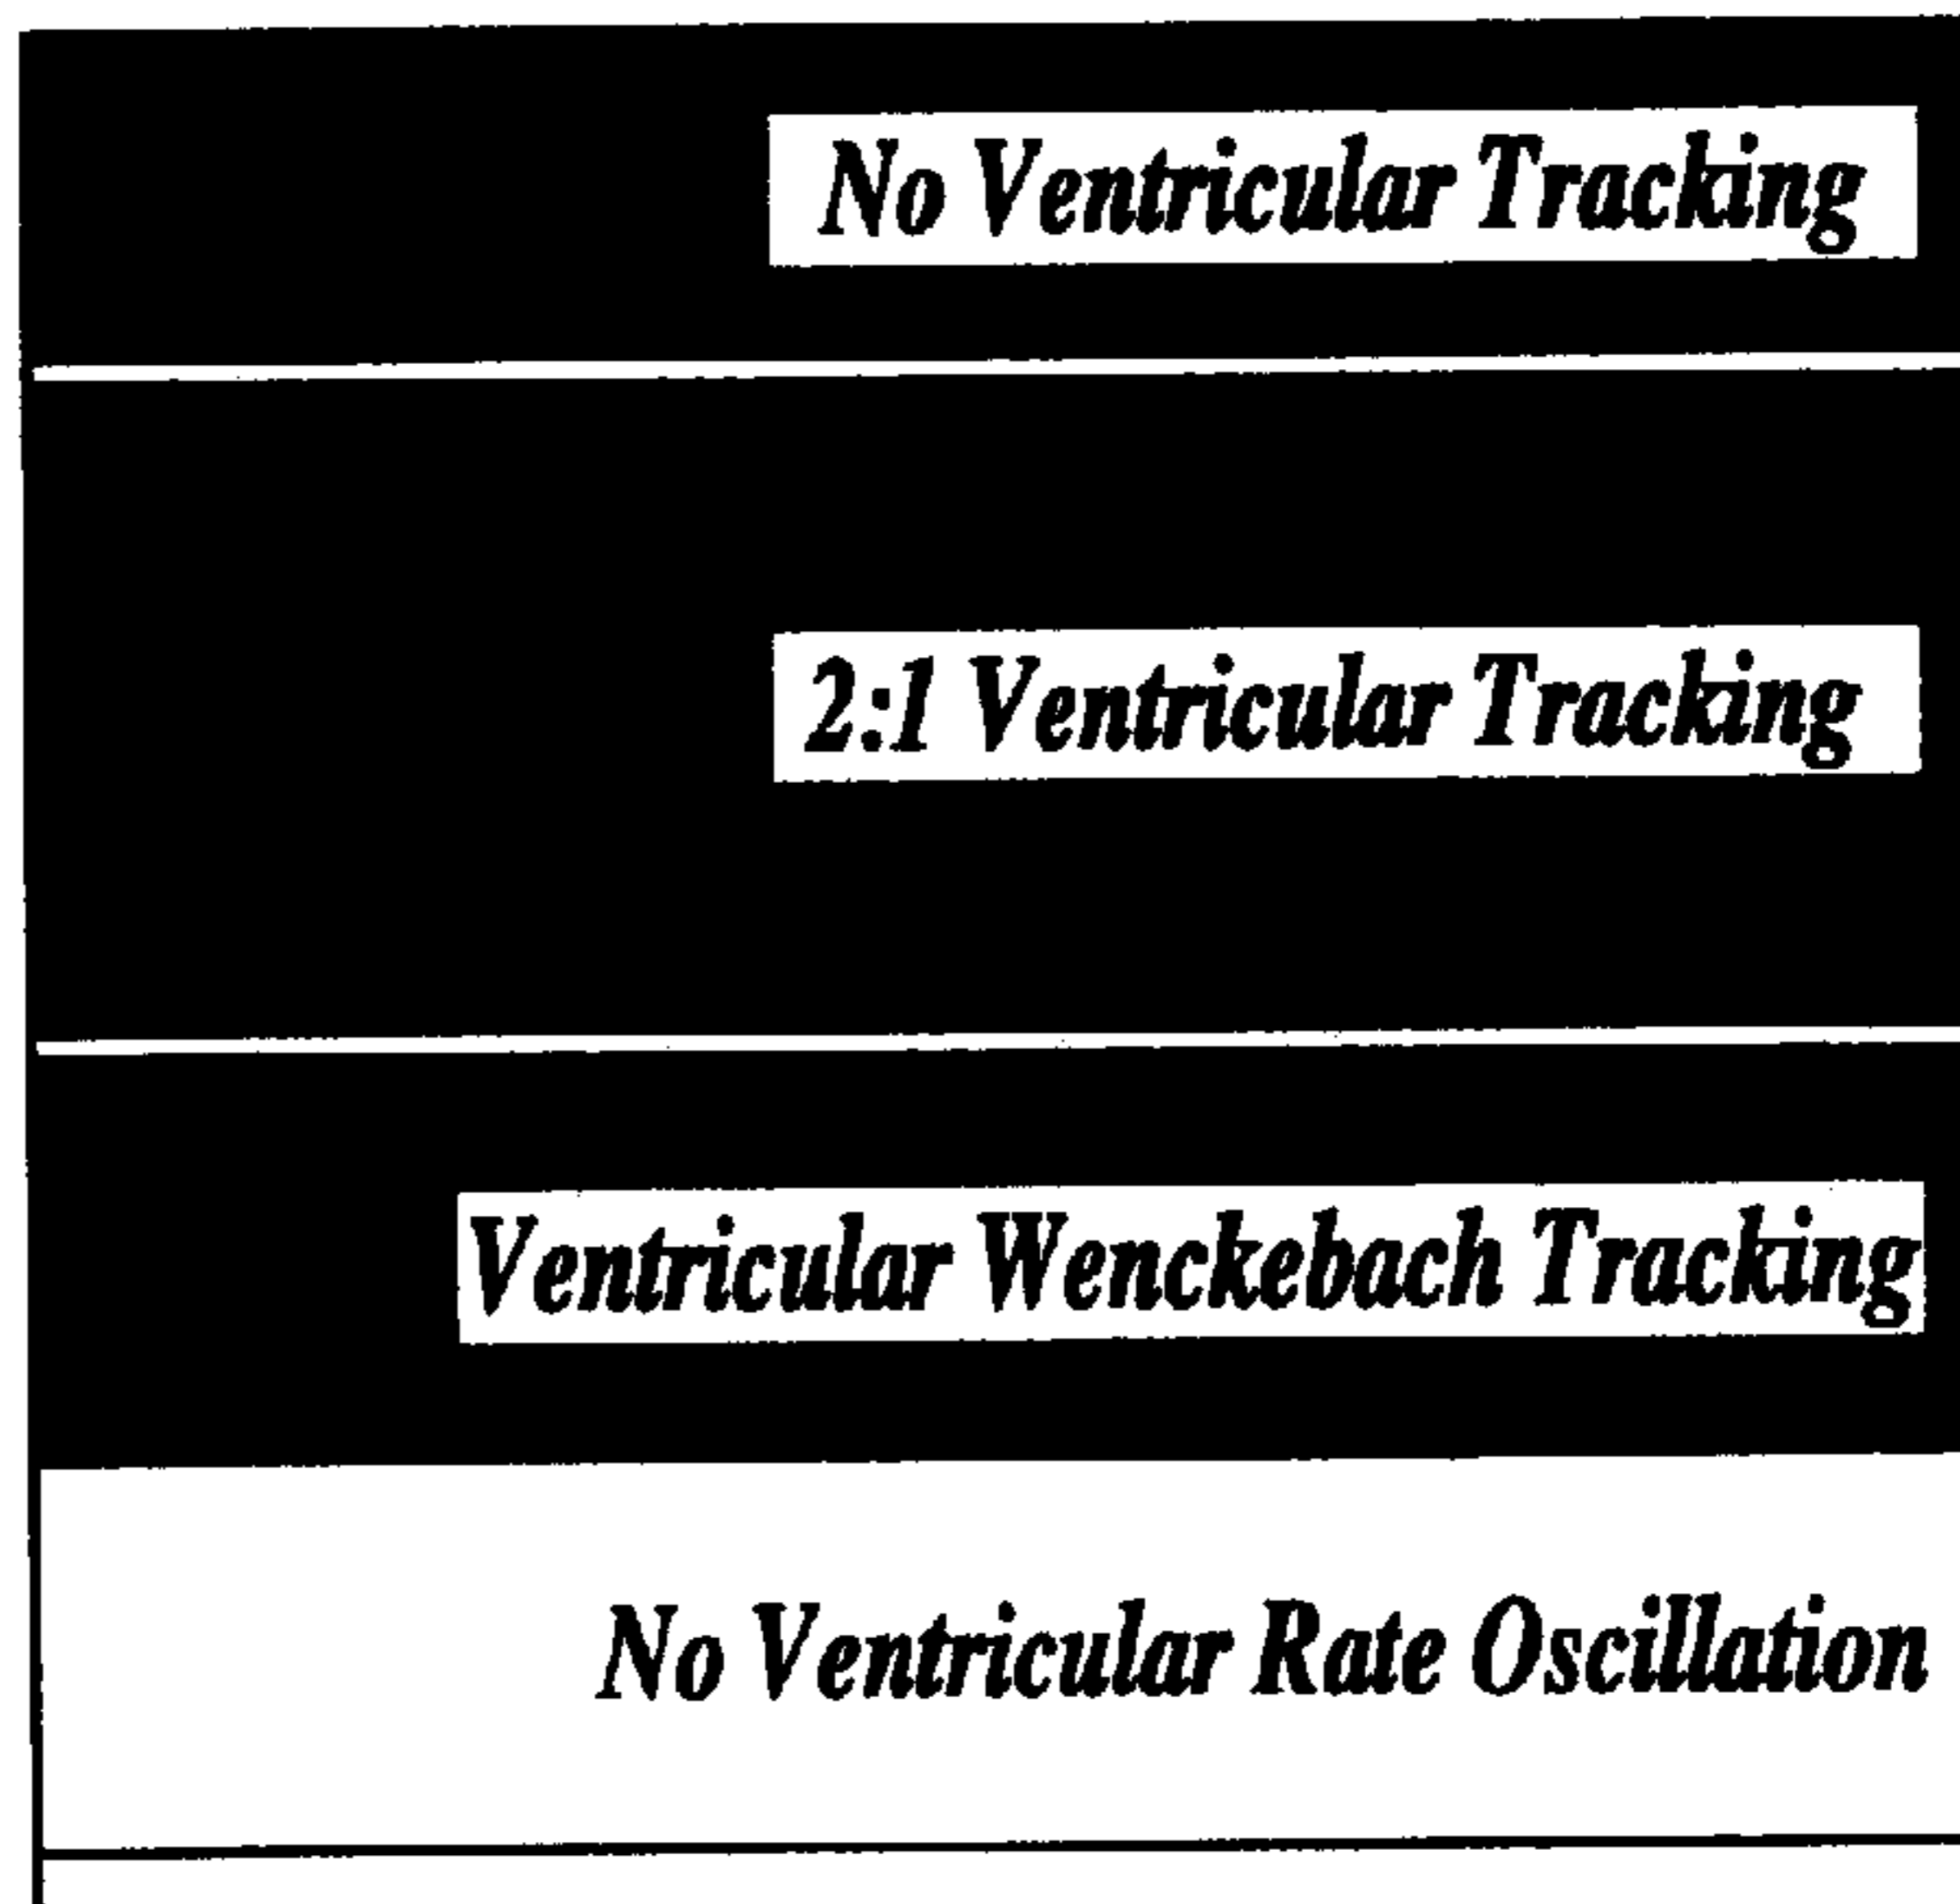 No Ventricular Tracking
2:1 Ventricular Tracking
Ventricular Wenckebach Tracking
No Ventricular Rate Oscillation